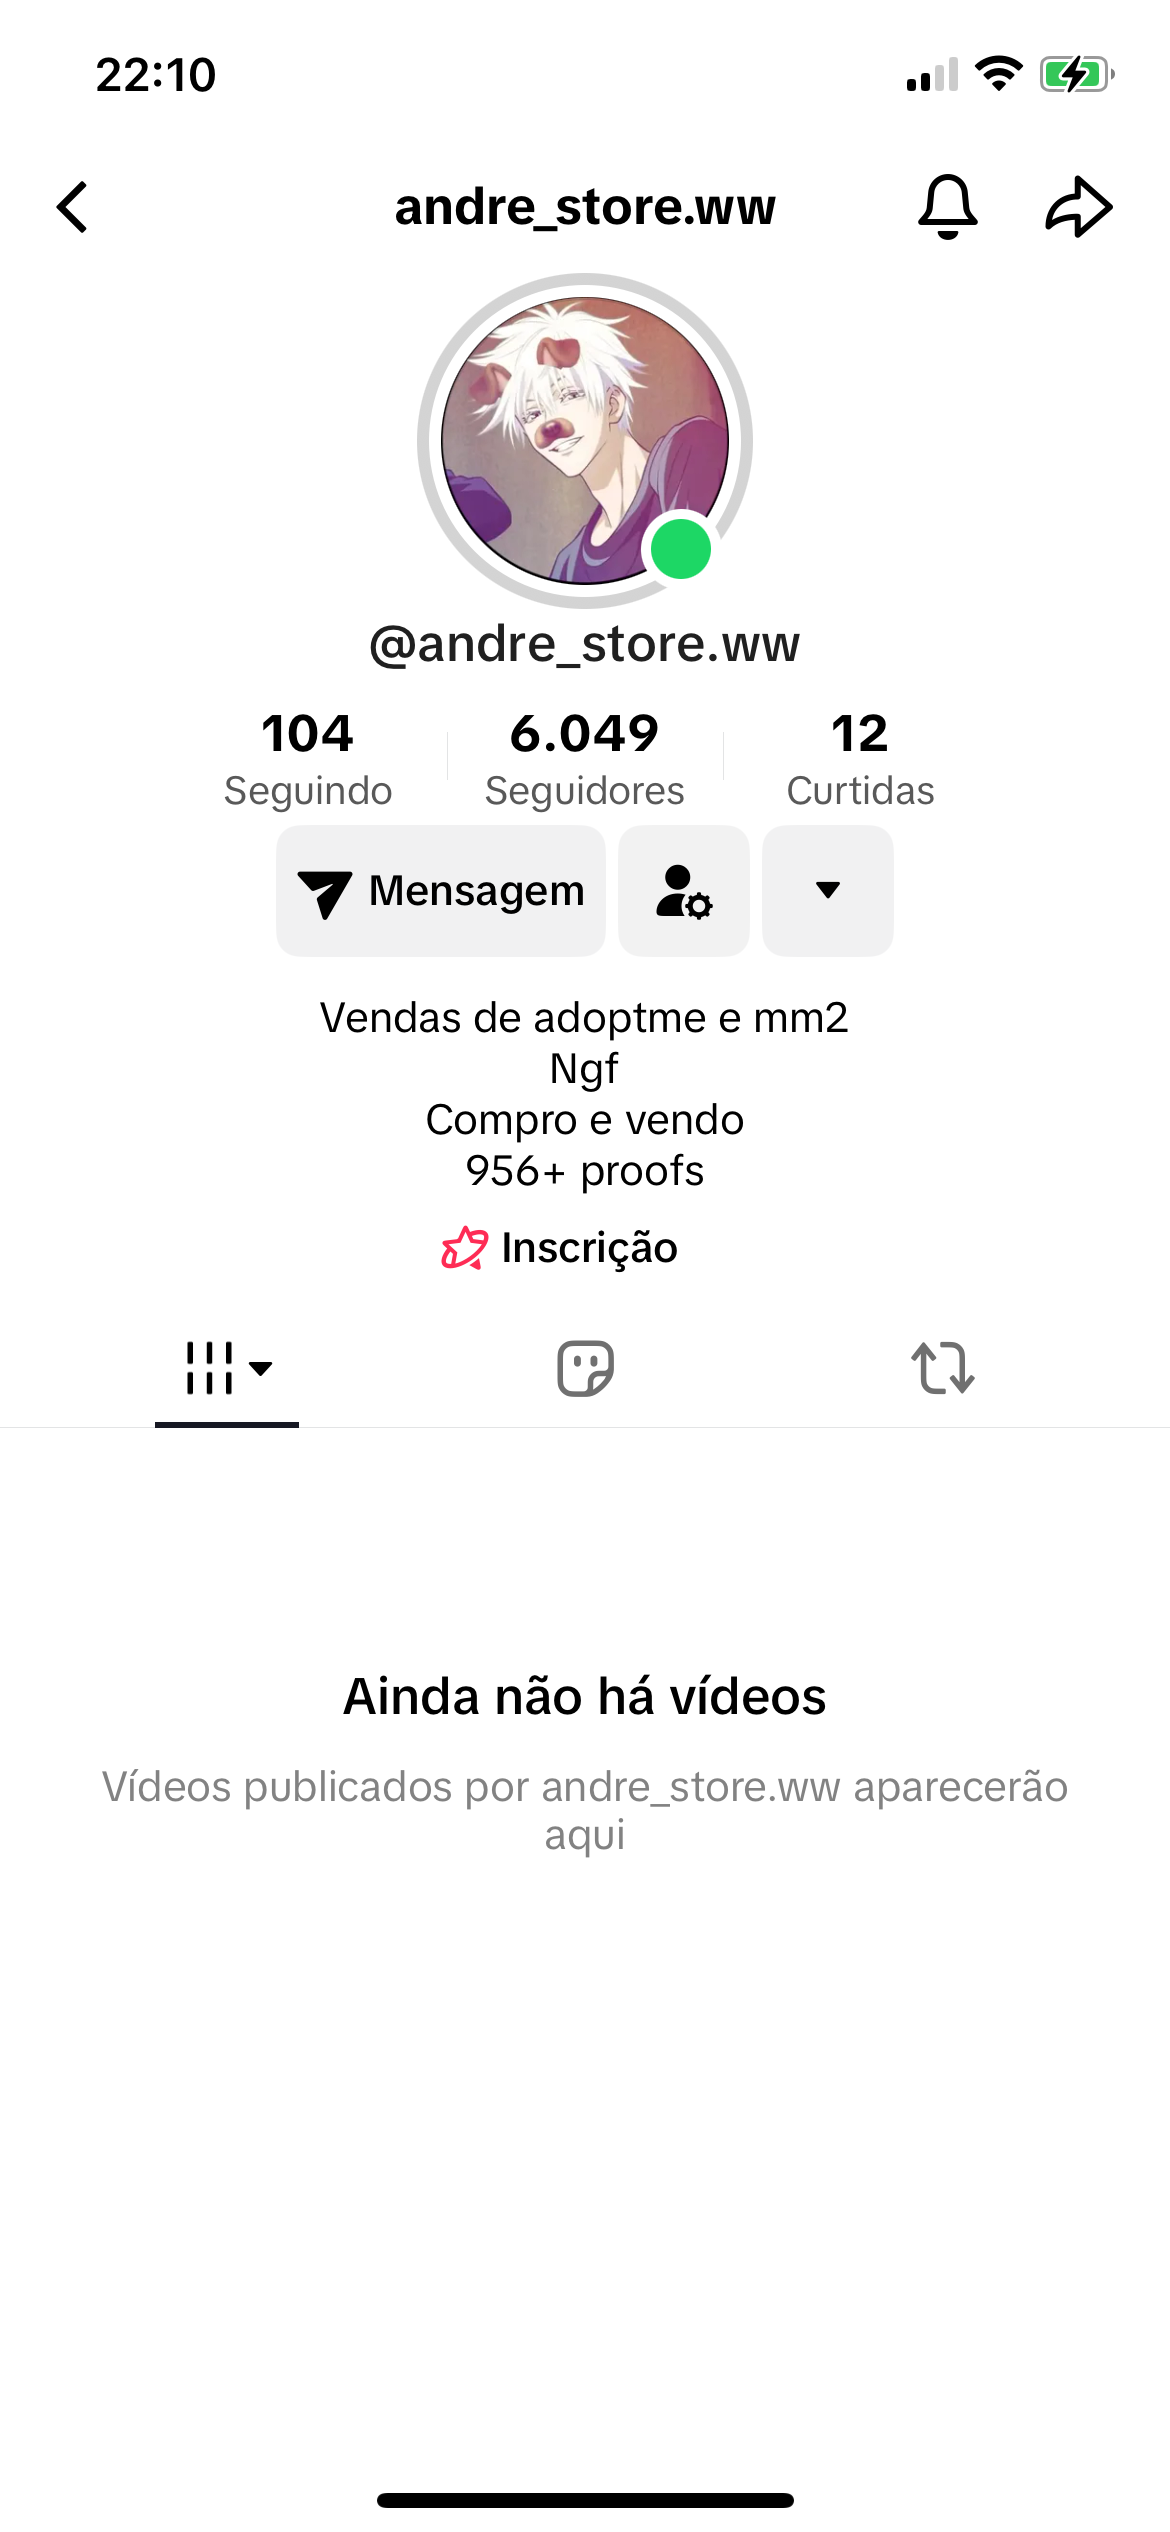 22:10
andre_store.ww
@andre_store.ww
104 6.049 12
Seguindo Seguidores Curtidas
Mensagem
Vendas de adoptme e mm2
Ngf
Compro e vendo
956+ proofs
Inscrição
Ainda não há vídeos
Vídeos publicados por andre_store.ww aparecerão
aqui